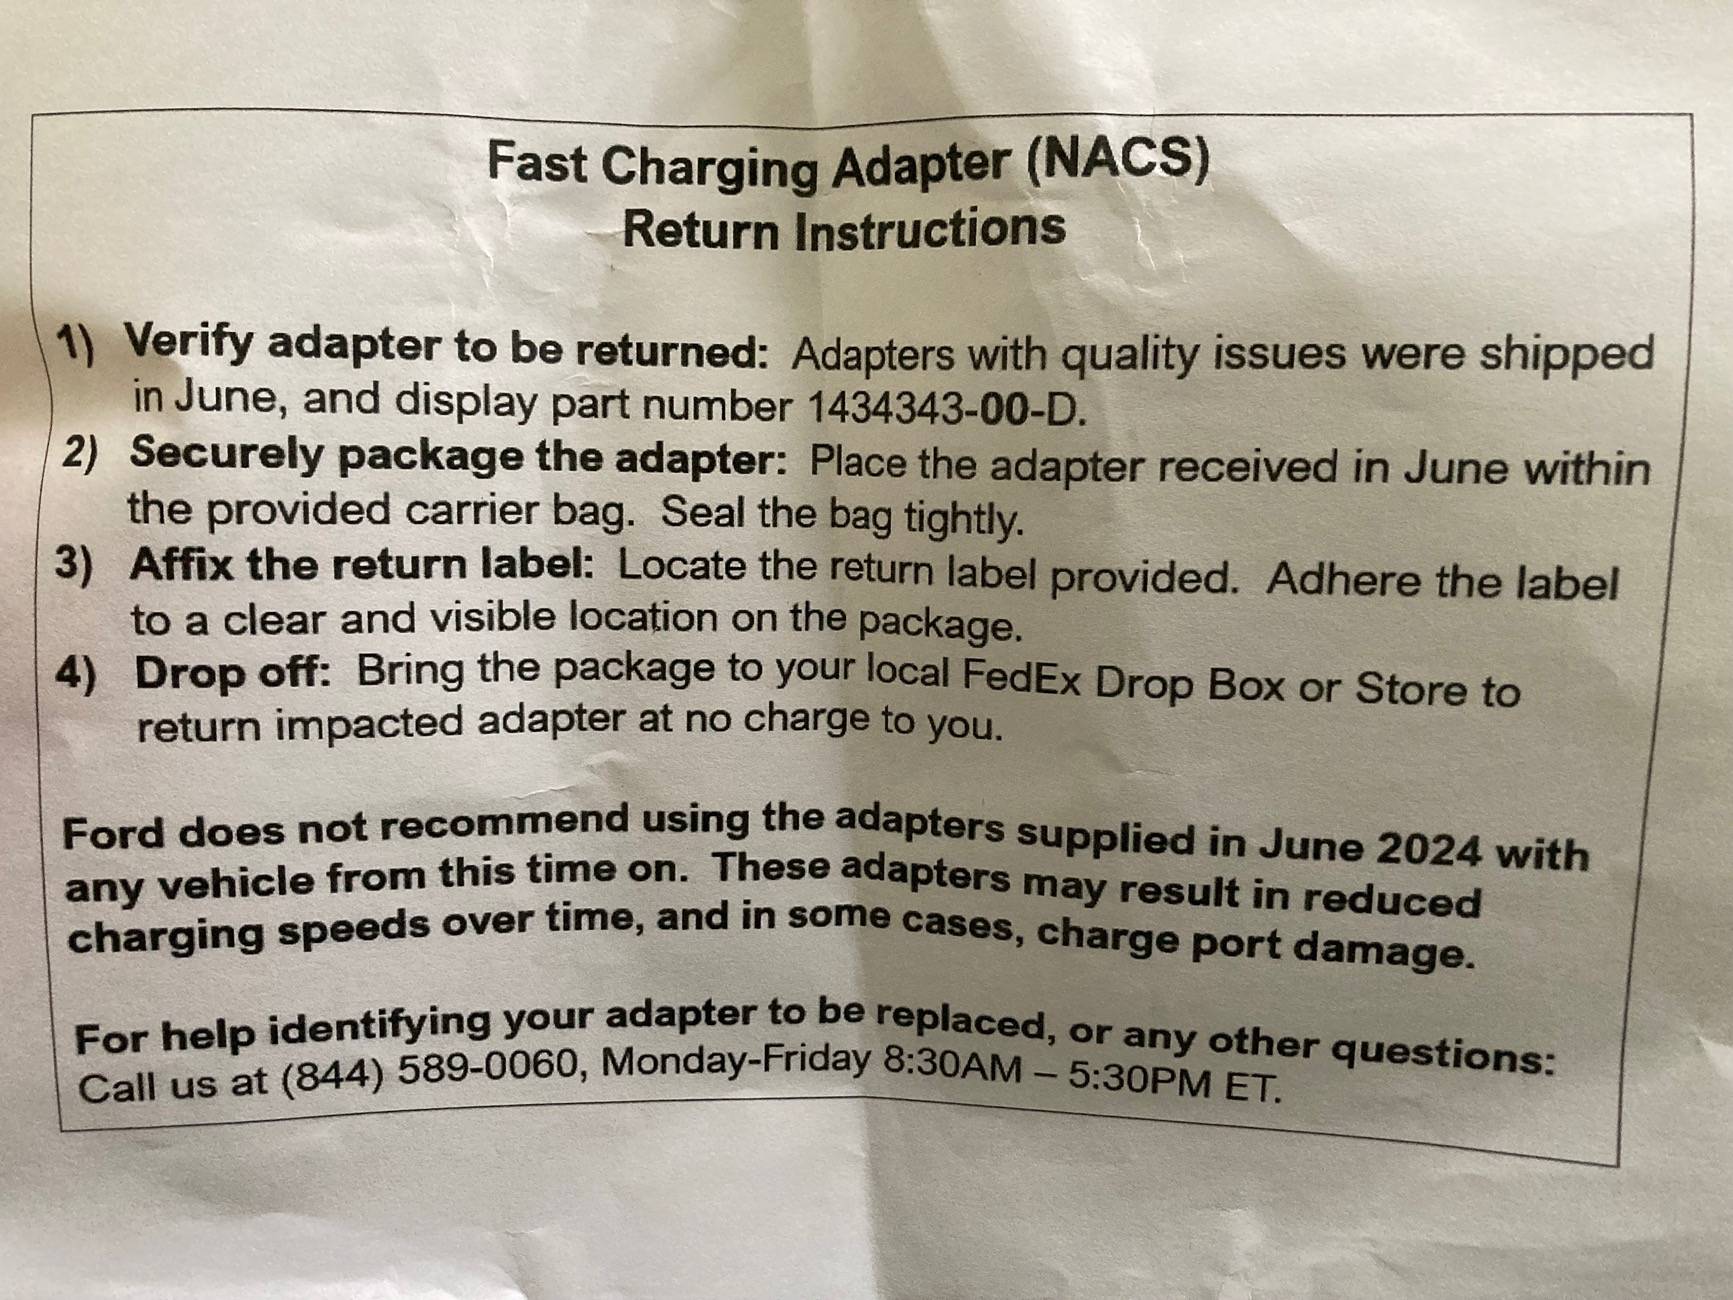 Fast Charging Adapter (NACS)
Return Instructions
1) Verify adapter to be returned: Adapters with quality issues were shipped
in June, and display part number 1434343-00-D.
2) Securely package the adapter: Place the adapter received in June within
the provided carrier bag. Seal the bag tightly.
3) Affix the return label: Locate the return label provided. Adhere the label
to a clear and visible location on the package.
4) Drop off: Bring the package to your local FedEx Drop Box or Store to
return impacted adapter at no charge to you.
Ford does not recommend using the adapters supplied in June 2024 with
any vehicle from this time on. These adapters may result in reduced
charging speeds over time, and in some cases, charge port damage.
For help identifying your adapter to be replaced, or any other questions:
Call us at (844) 589-0060, Monday-Friday 8:30AM – 5:30PM ET.